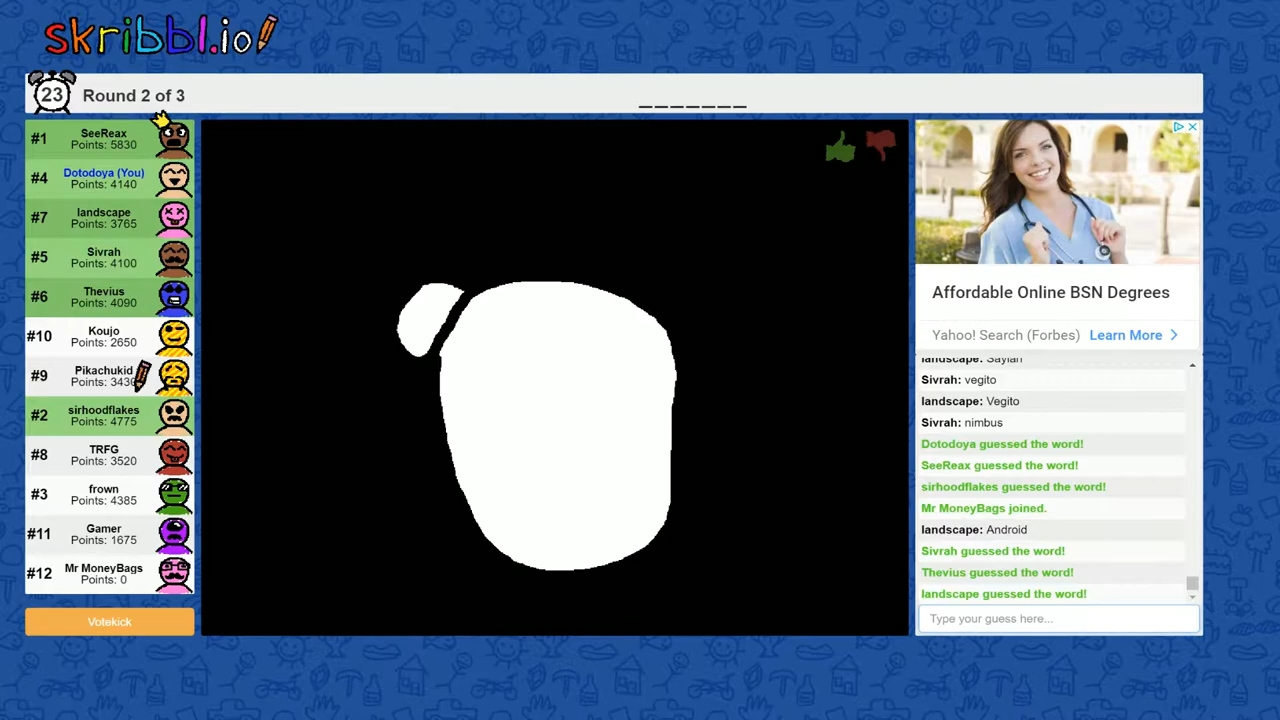 skribbl.io!
23
Round 2 of 3
_ _ _ _ _ _ _
#1
SeeReax
Points: 5830
#4
Dotodoya (You)
Points: 4140
#7
landscape
Points: 3765
#5
Sivrah
Points: 4100
#6
Thevius
Points: 4090
#10
Koujo
Points: 2650
#9
Pikachukid
Points: 3430
#2
sirhoodflakes
Points: 4775
#8
TRFG
Points: 3520
#3
frown
Points: 4385
#11
Gamer
Points: 1675
#12
Mr MoneyBags
Points: 0
Votekick
Affordable Online BSN Degrees
Yahoo! Search (Forbes)
Learn More
landscape: Sayian
Sivrah: vegito
landscape: Vegito
Sivrah: nimbus
Dotodoya guessed the word!
SeeReax guessed the word!
sirhoodflakes guessed the word!
Mr MoneyBags joined.
landscape: Android
Sivrah guessed the word!
Thevius guessed the word!
landscape guessed the word!
Type your guess here...